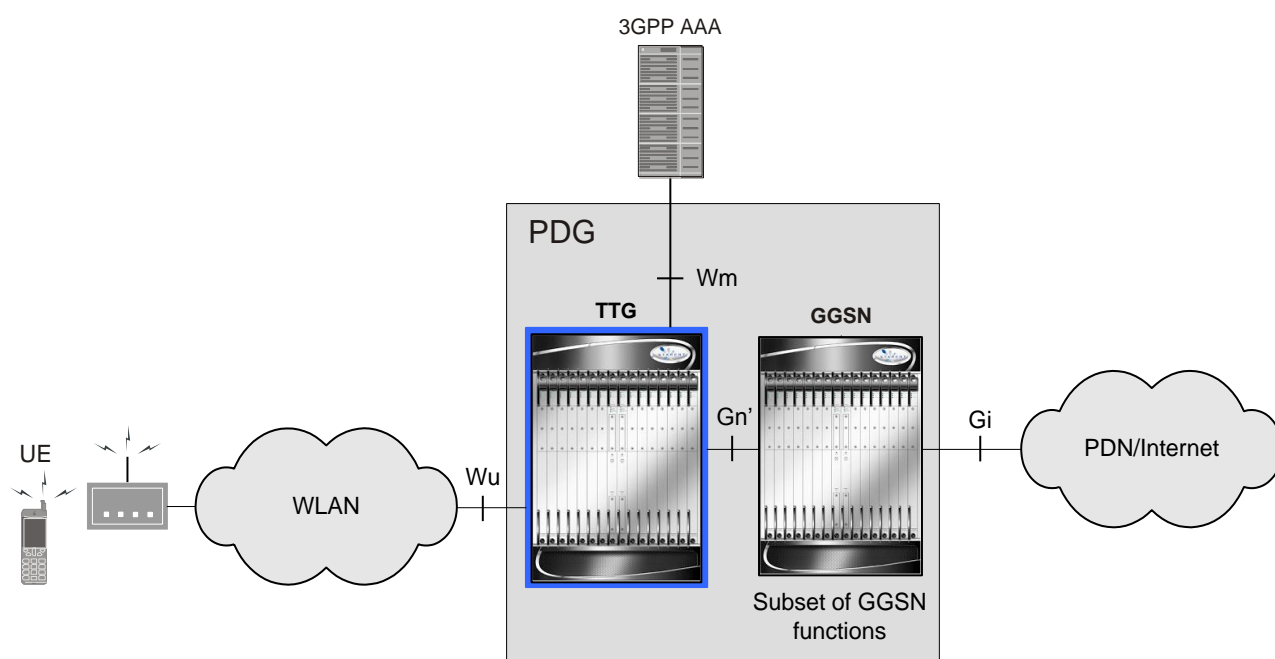 3GPP AAA
PDG
Wm
TTG
GGSN
Gn’
Gi
PDN/Internet
UE
Wu
WLAN
Subset of GGSN
functions